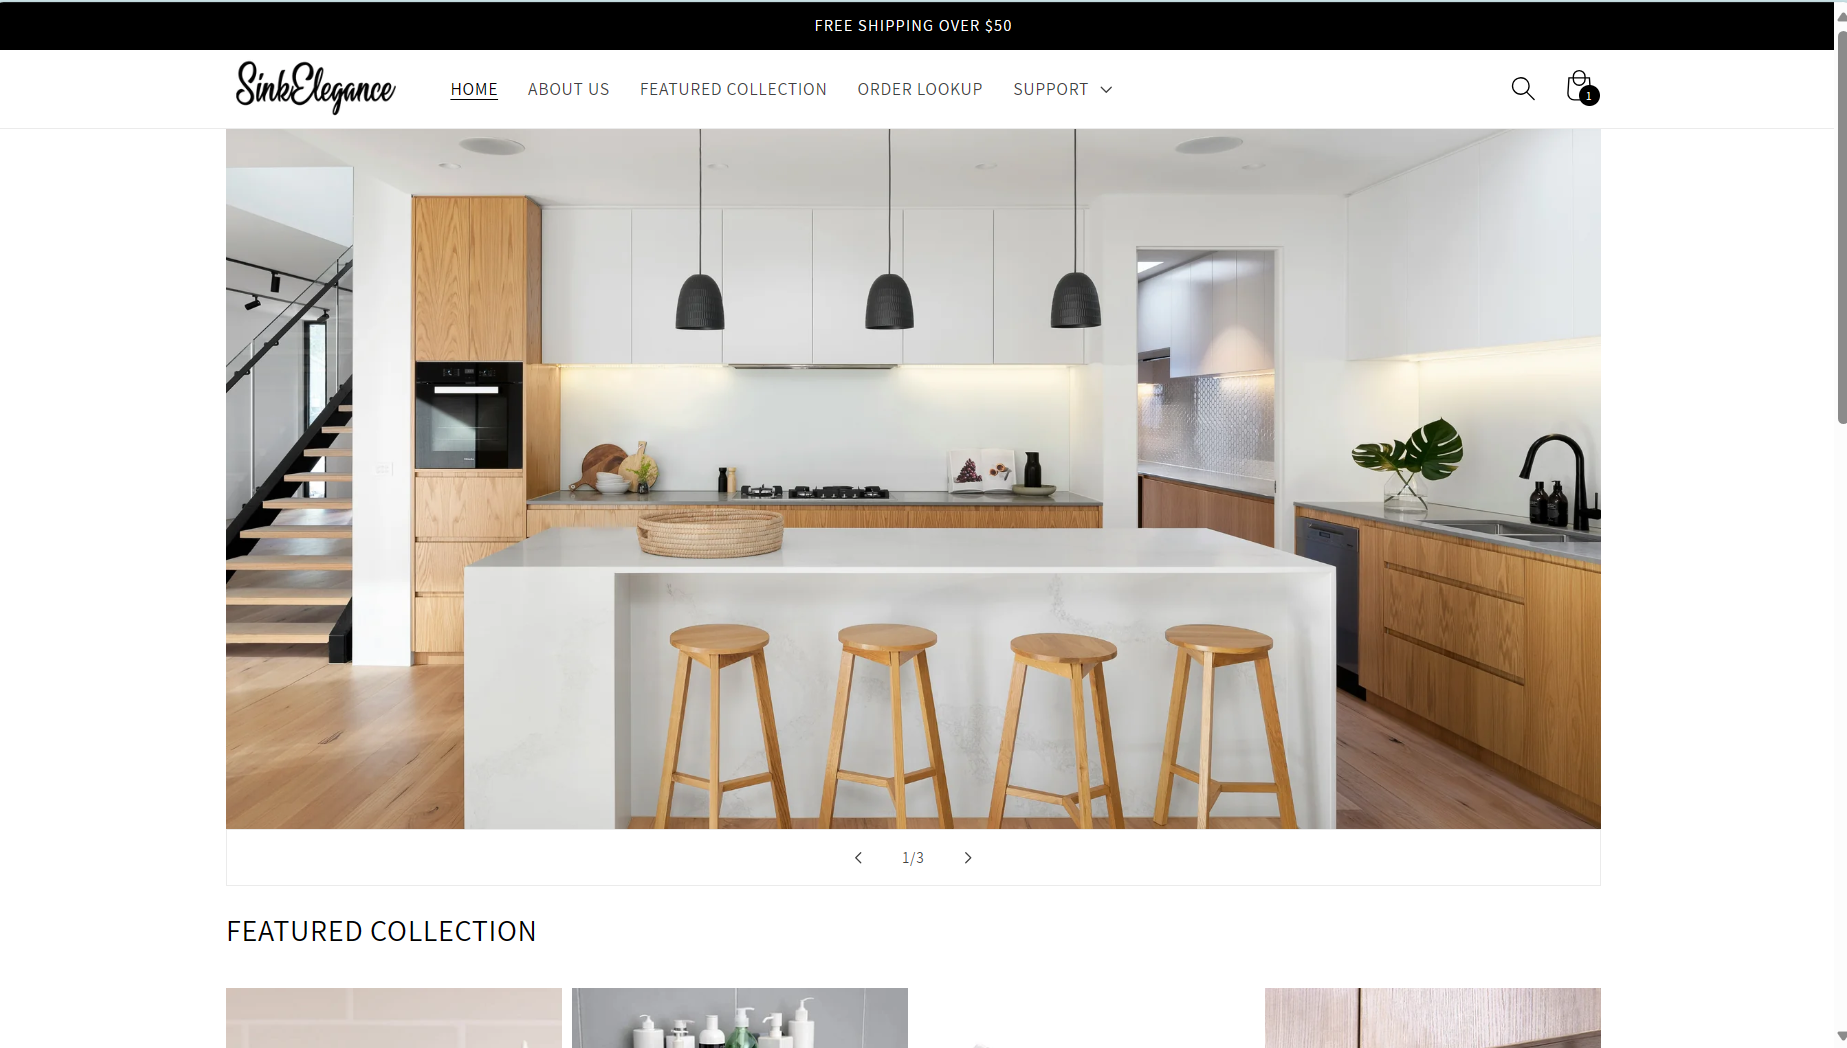 FREE SHIPPING OVER $50
SinkElegance
HOME
ABOUT US
FEATURED COLLECTION
ORDER LOOKUP
SUPPORT
1
1/3
FEATURED COLLECTION